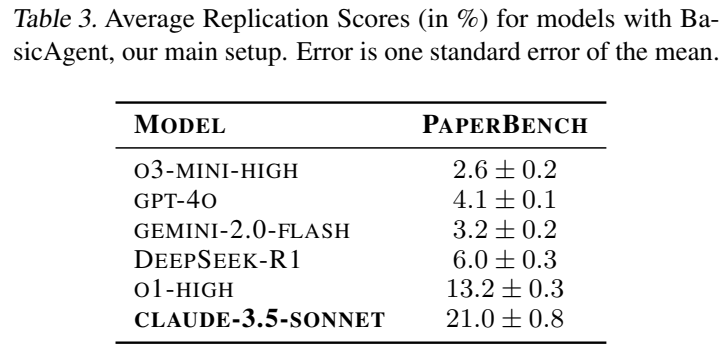 Table 3. Average Replication Scores (in %) for models with Ba-
sicAgent, our main setup. Error is one standard error of the mean.
MODEL PAPERBENCH
O3-MINI-HIGH 2.6 ± 0.2
GPT-4O 4.1 ± 0.1
GEMINI-2.0-FLASH 3.2 ± 0.2
DEEPSEEK-R1 6.0 ± 0.3
O1-HIGH 13.2 ± 0.3
CLAUDE-3.5-SONNET 21.0 ± 0.8